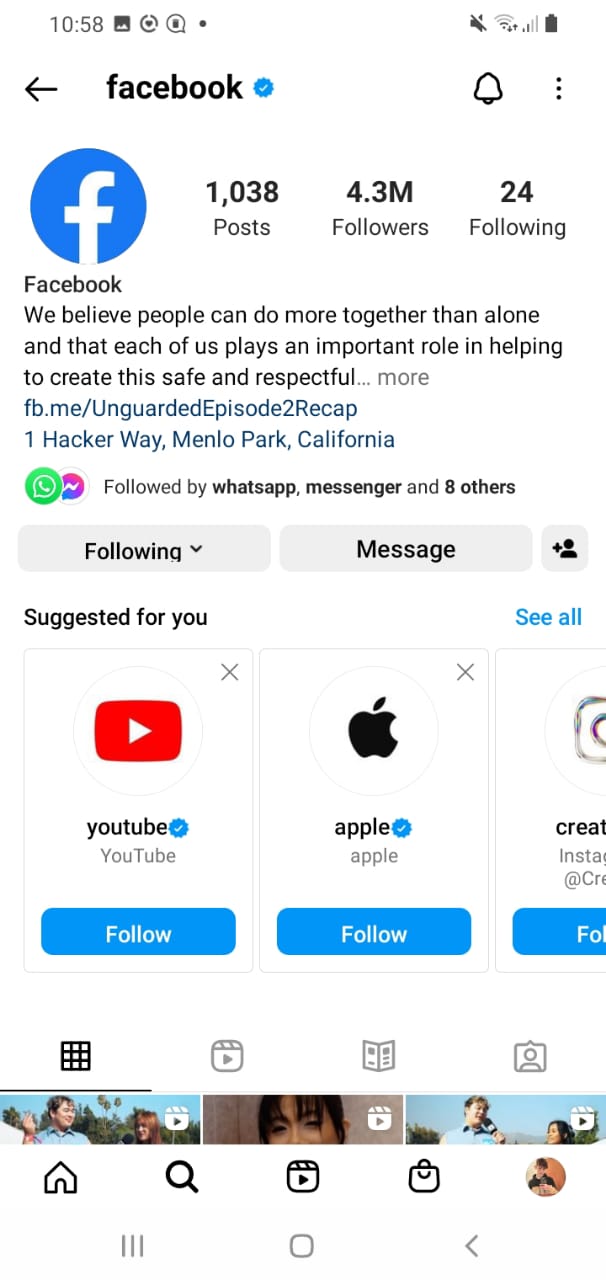 10:58
facebook
1,038
Posts
4.3M
Followers
24
Following
Facebook
We believe people can do more together than alone
and that each of us plays an important role in helping
to create this safe and respectful... more
fb.me/UnguardedEpisode2Recap
1 Hacker Way, Menlo Park, California
Followed by whatsapp, messenger and 8 others
Following
Message
Suggested for you
See all
youtube
YouTube
Follow
apple
apple
Follow
creat
Insta
@Cre
Fol